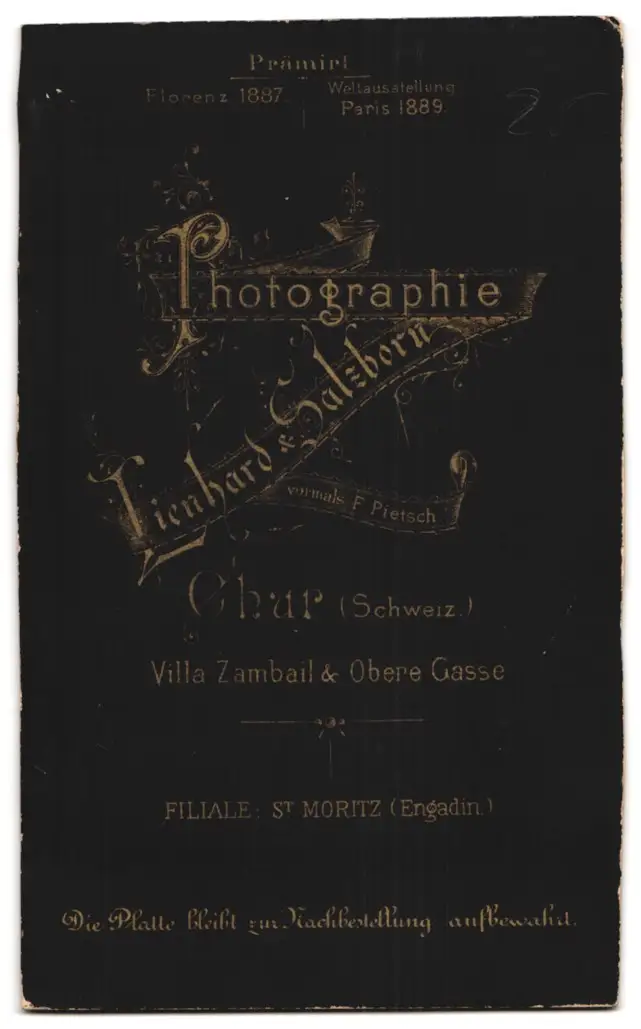 Prämirt
Florenz 1887. Weltausstellung Paris 1889.
25
Photographie
Lienhard & Salzborn
vormals F. Pietsch
Chur (Schweiz.)
Villa Zambail & Obere Gasse
FILIALE: ST MORITZ (Engadin.)
Die Platte bleibt zur Nachbestellung aufbewahrt.